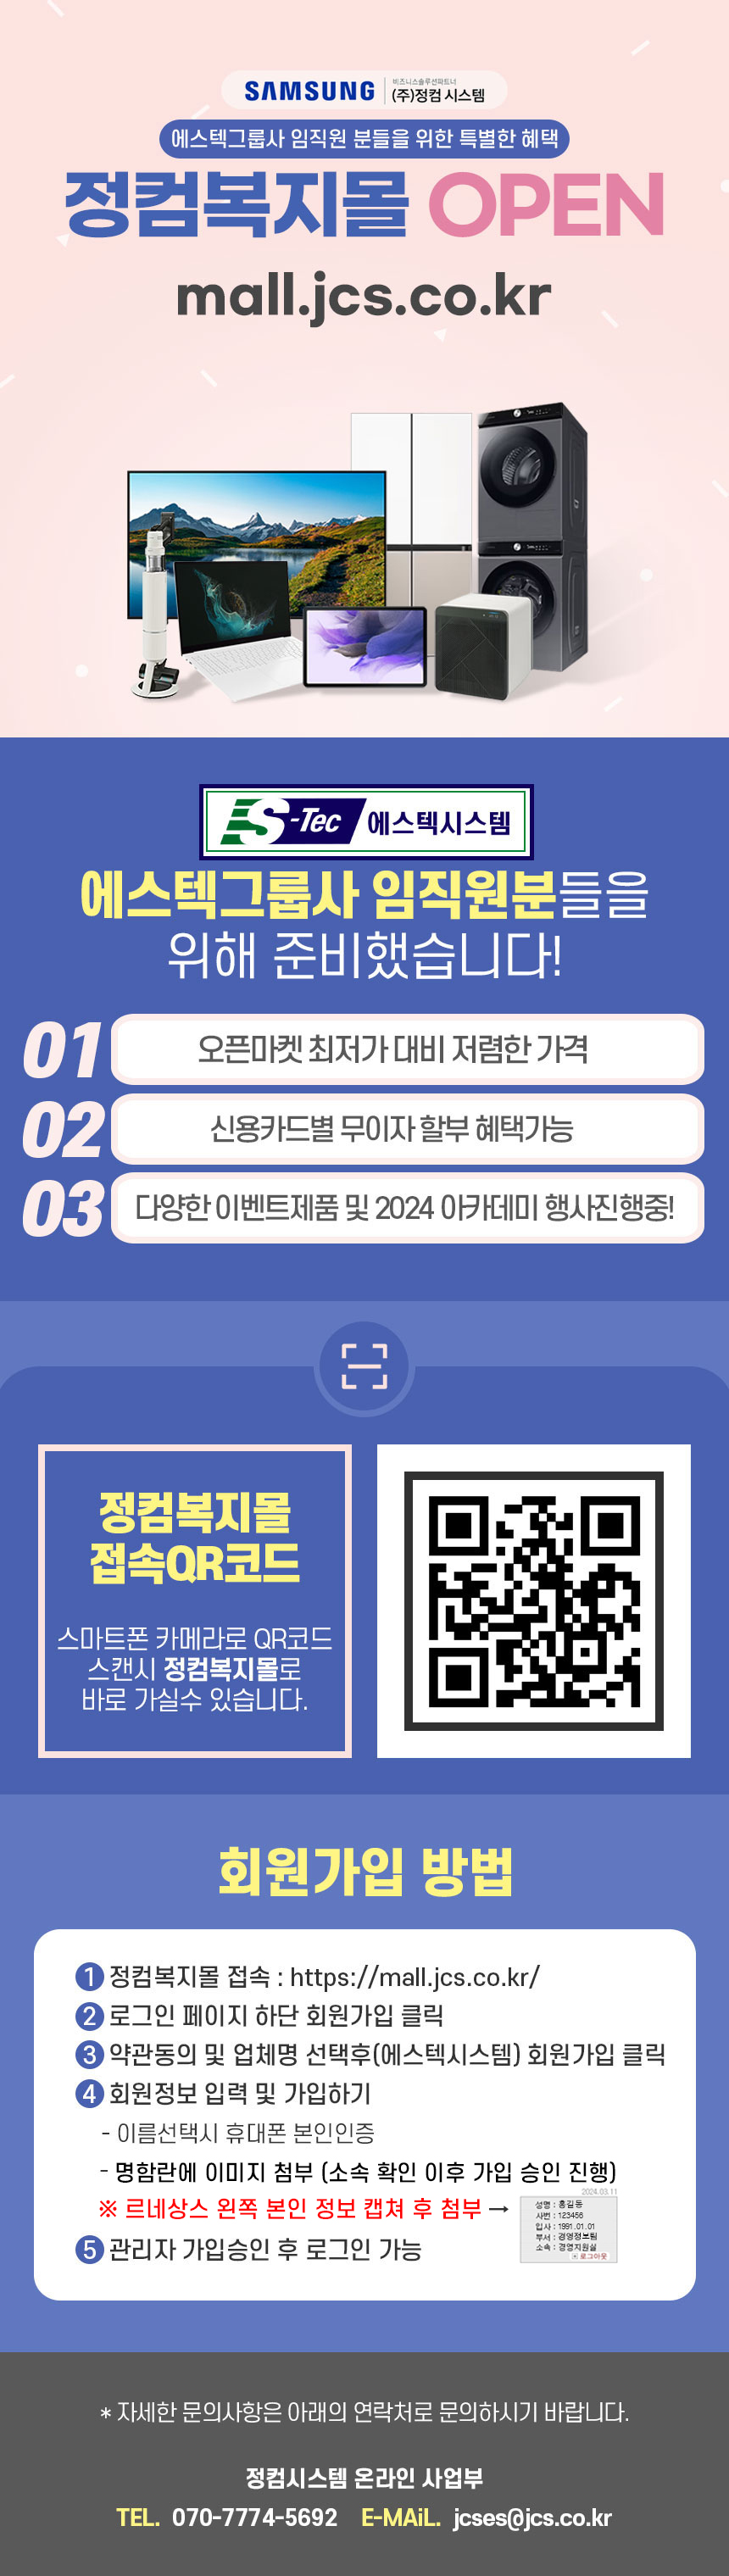 SAMSUNG 비즈니스솔루션파트너
(주)정컴 시스템
에스텍그룹사 임직원 분들을 위한 특별한 혜택
정컴복지몰 OPEN
mall.jcs.co.kr
S-Tec 에스텍시스템
에스텍그룹사 임직원분들을
위해 준비했습니다!
01 오픈마켓 최저가 대비 저렴한 가격
02 신용카드별 무이자 할부 혜택가능
03 다양한 이벤트제품 및 2024 아카데미 행사진행중!
정컴복지몰
접속QR코드
스마트폰 카메라로 QR코드
스캔시 정컴복지몰로
바로 가실수 있습니다.
회원가입 방법
1 정컴복지몰 접속 : https://mall.jcs.co.kr/
2 로그인 페이지 하단 회원가입 클릭
3 약관동의 및 업체명 선택후(에스텍시스템) 회원가입 클릭
4 회원정보 입력 및 가입하기
- 이름선택시 휴대폰 본인인증
- 명함란에 이미지 첨부 (소속 확인 이후 가입 승인 진행)
※ 르네상스 왼쪽 본인 정보 캡쳐 후 첨부 →
2024.03.11
성명 : 홍길동
사번 : 123456
입사 : 1991.01.01
부서 : 경영정보팀
소속 : 경영지원실
로그아웃
5 관리자 가입승인 후 로그인 가능
* 자세한 문의사항은 아래의 연락처로 문의하시기 바랍니다.
정컴시스템 온라인 사업부
TEL. 070-7774-5692 E-MAiL. jcses@jcs.co.kr